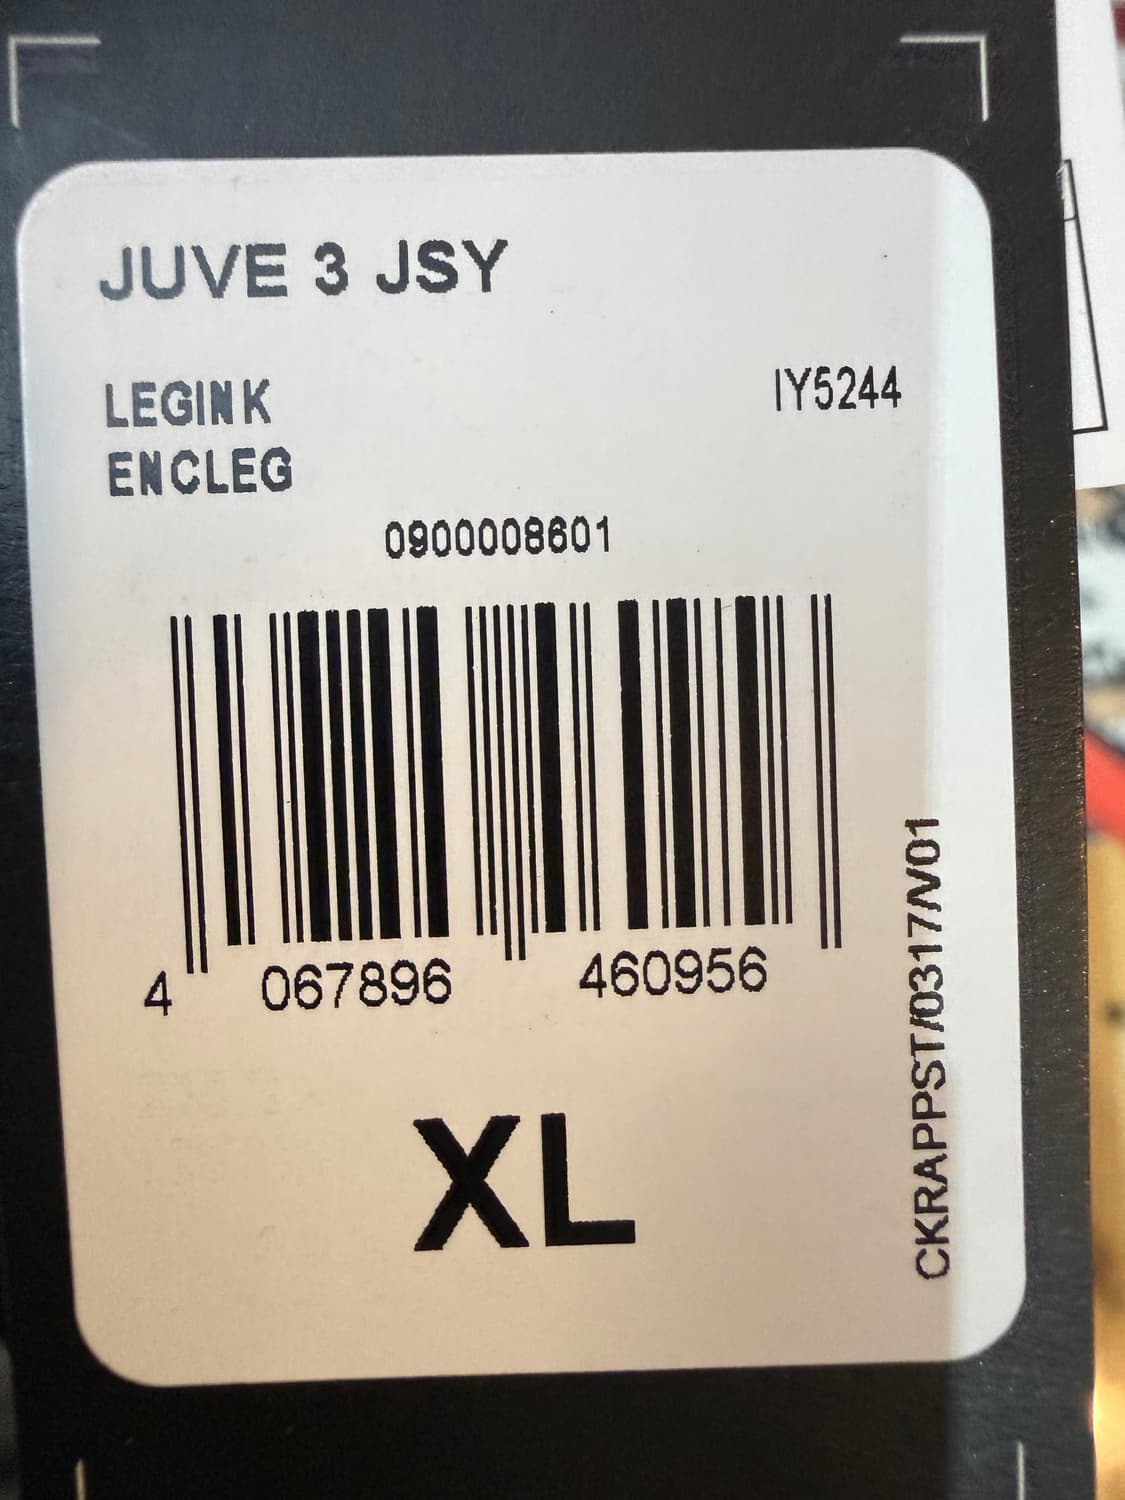 JUVE 3 JSY
LEGINK
IY5244
ENCLEG
0900008601
4 067896 460956
XL
CKRAPPST/0317/V01